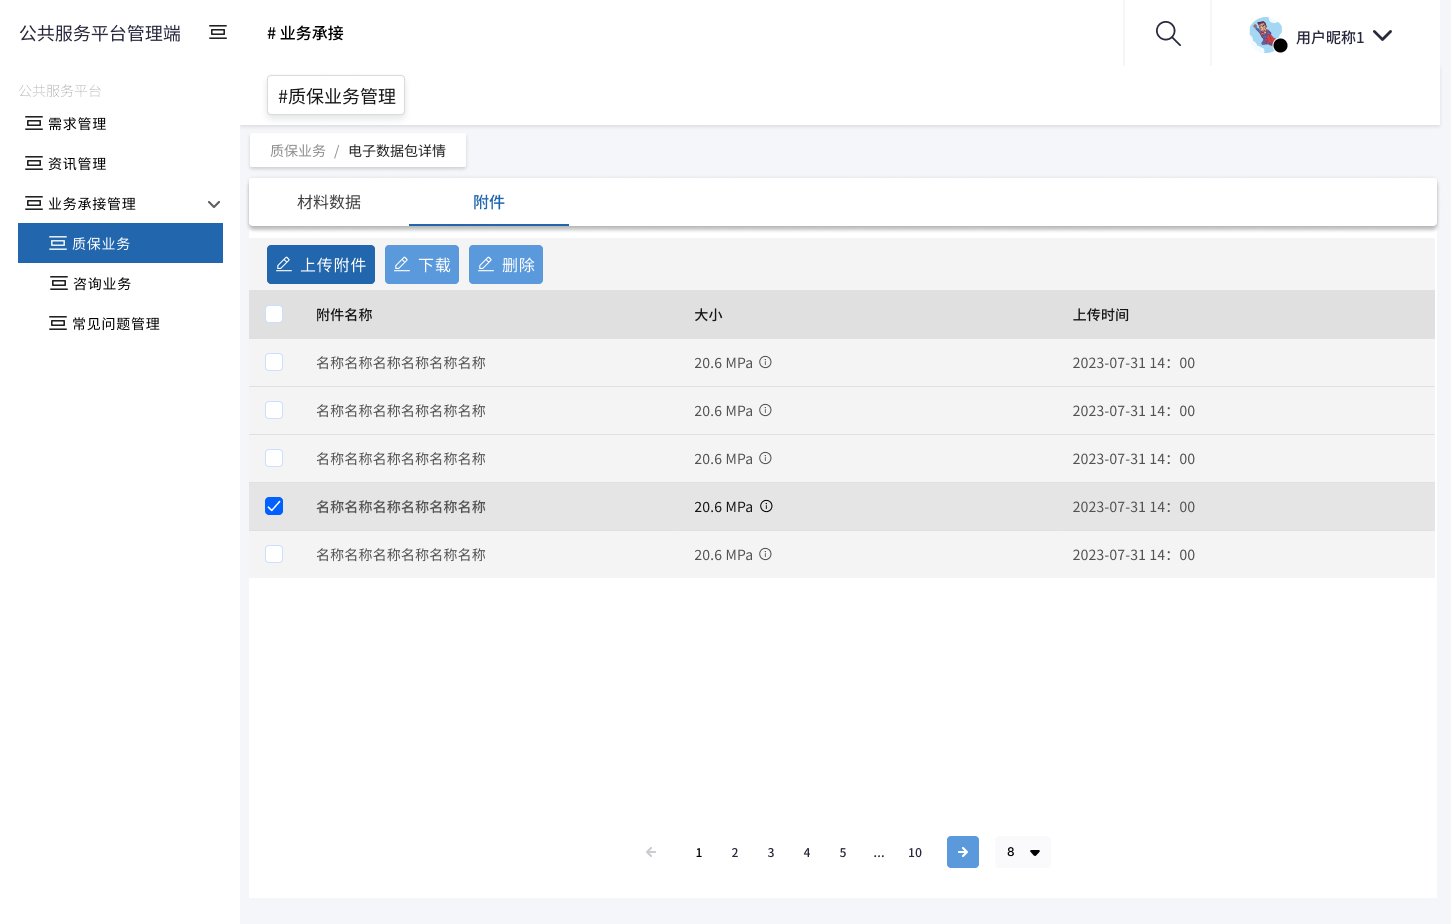 公共服务平台管理端
# 业务承接
用户昵称1
公共服务平台
#质保业务管理
需求管理
质保业务 / 电子数据包详情
资讯管理
业务承接管理
材料数据 附件
质保业务
上传附件 下载 删除
咨询业务
附件名称 大小 上传时间
常见问题管理
名称名称名称名称名称名称 20.6 MPa 2023-07-31 14：00
名称名称名称名称名称名称 20.6 MPa 2023-07-31 14：00
名称名称名称名称名称名称 20.6 MPa 2023-07-31 14：00
名称名称名称名称名称名称 20.6 MPa 2023-07-31 14：00
名称名称名称名称名称名称 20.6 MPa 2023-07-31 14：00
1 2 3 4 5 ... 10 8